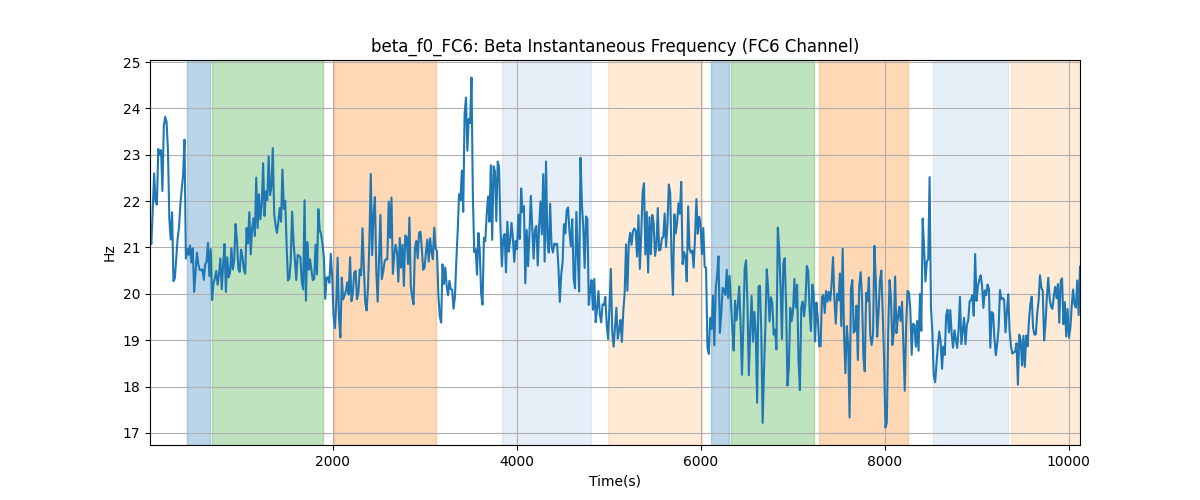 beta_f0_FC6: Beta Instantaneous Frequency (FC6 Channel)
25
24
23
22
21
20
19
18
17
Hz
2000 4000 6000 8000 10000
Time(s)